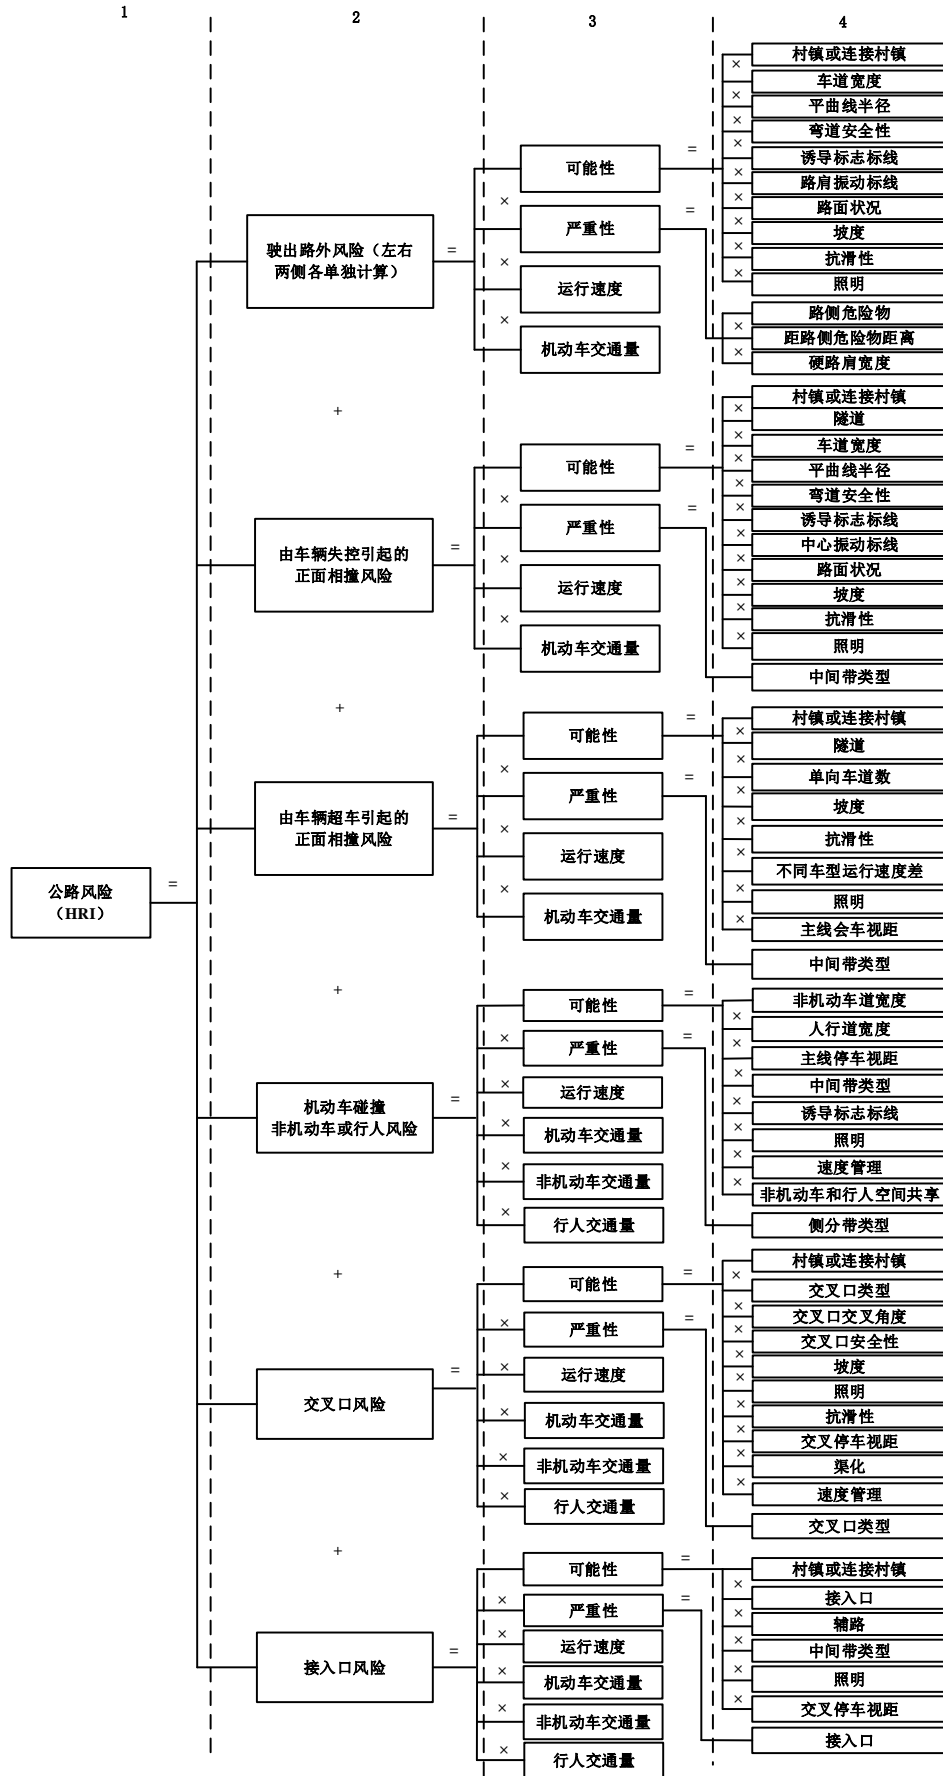 1
2
3
4
公路风险
（HRI）
=
驶出路外风险（左右
两侧各单独计算）
=
可能性
×
严重性
×
运行速度
×
机动车交通量
=
村镇或连接村镇
×
车道宽度
×
平曲线半径
×
弯道安全性
×
诱导标志标线
×
路肩振动标线
×
路面状况
×
坡度
×
抗滑性
×
照明
=
路侧危险物
×
距路侧危险物距离
×
硬路肩宽度
+
由车辆失控引起的
正面相撞风险
=
可能性
×
严重性
×
运行速度
×
机动车交通量
=
村镇或连接村镇
×
隧道
×
车道宽度
×
平曲线半径
×
弯道安全性
×
诱导标志标线
×
中心振动标线
×
路面状况
×
坡度
×
抗滑性
×
照明
=
中间带类型
+
由车辆超车引起的
正面相撞风险
=
可能性
×
严重性
×
运行速度
×
机动车交通量
=
村镇或连接村镇
×
隧道
×
单向车道数
×
坡度
×
抗滑性
×
不同车型运行速度差
×
照明
×
主线会车视距
=
中间带类型
+
机动车碰撞
非机动车或行人风险
=
可能性
×
严重性
×
运行速度
×
机动车交通量
×
非机动车交通量
×
行人交通量
=
非机动车道宽度
×
人行道宽度
×
主线停车视距
×
中间带类型
×
诱导标志标线
×
照明
×
速度管理
×
非机动车和行人空间共享
=
侧分带类型
+
交叉口风险
=
可能性
×
严重性
×
运行速度
×
机动车交通量
×
非机动车交通量
×
行人交通量
=
村镇或连接村镇
×
交叉口类型
×
交叉口交叉角度
×
交叉口安全性
×
坡度
×
照明
×
抗滑性
×
交叉停车视距
×
渠化
×
速度管理
=
交叉口类型
+
接入口风险
=
可能性
×
严重性
×
运行速度
×
机动车交通量
×
非机动车交通量
×
行人交通量
=
村镇或连接村镇
×
接入口
×
辅路
×
中间带类型
×
照明
×
交叉停车视距
=
接入口